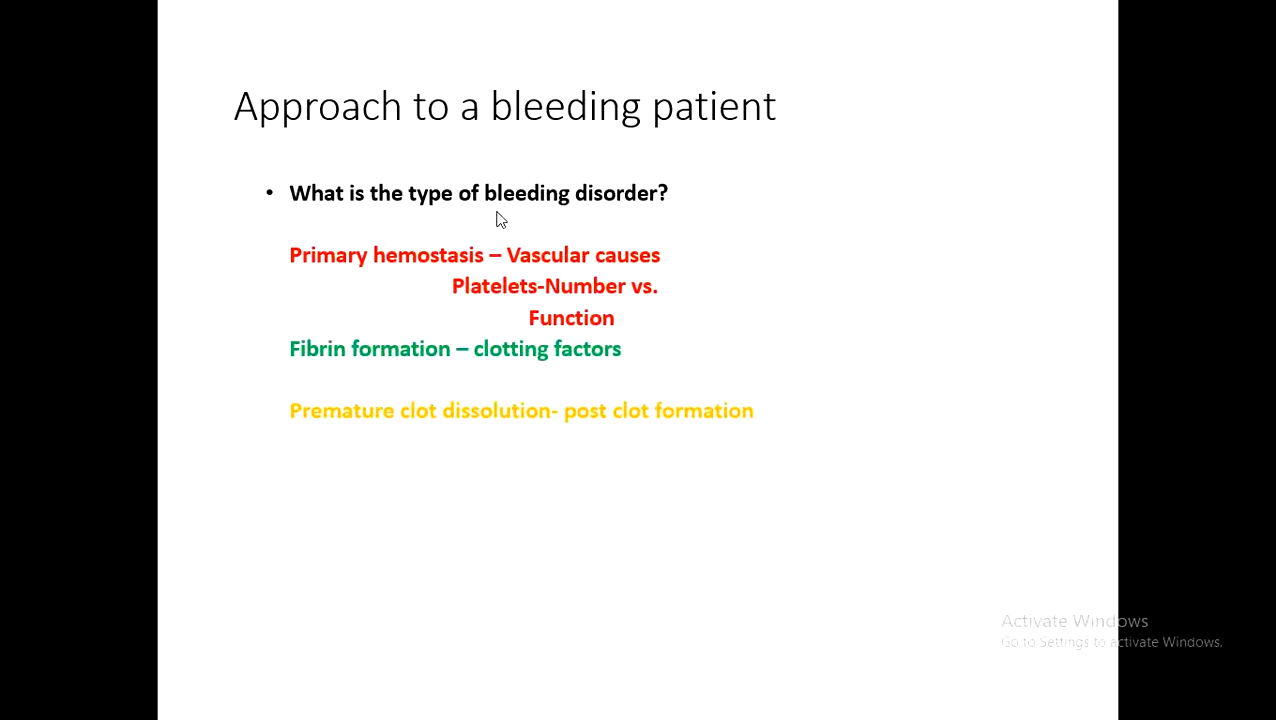 Approach to a bleeding patient
• What is the type of bleeding disorder?
Primary hemostasis – Vascular causes
Platelets-Number vs.
Function
Fibrin formation – clotting factors
Premature clot dissolution- post clot formation
Activate Windows
Go to Settings to activate Windows.